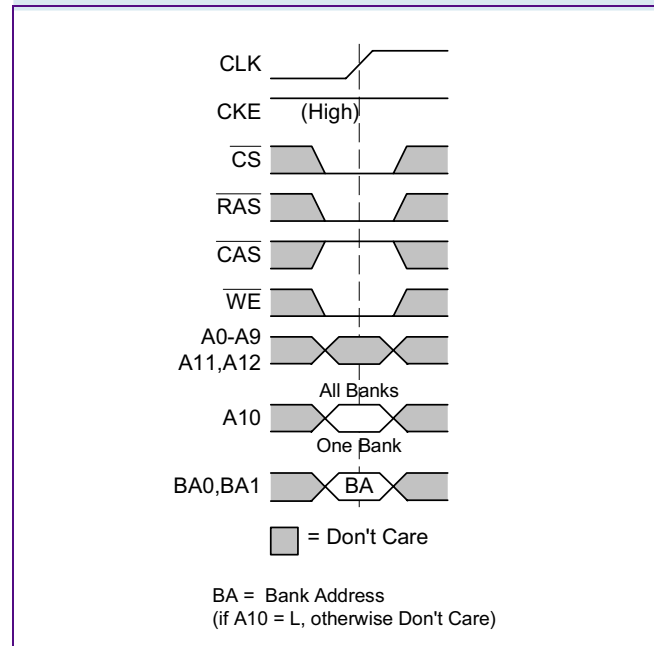 CLK
CKE (High)
CS
RAS
CAS
WE
A0-A9
A11,A12
All Banks
A10
One Bank
BA0,BA1 BA
= Don't Care
BA = Bank Address
(if A10 = L, otherwise Don't Care)